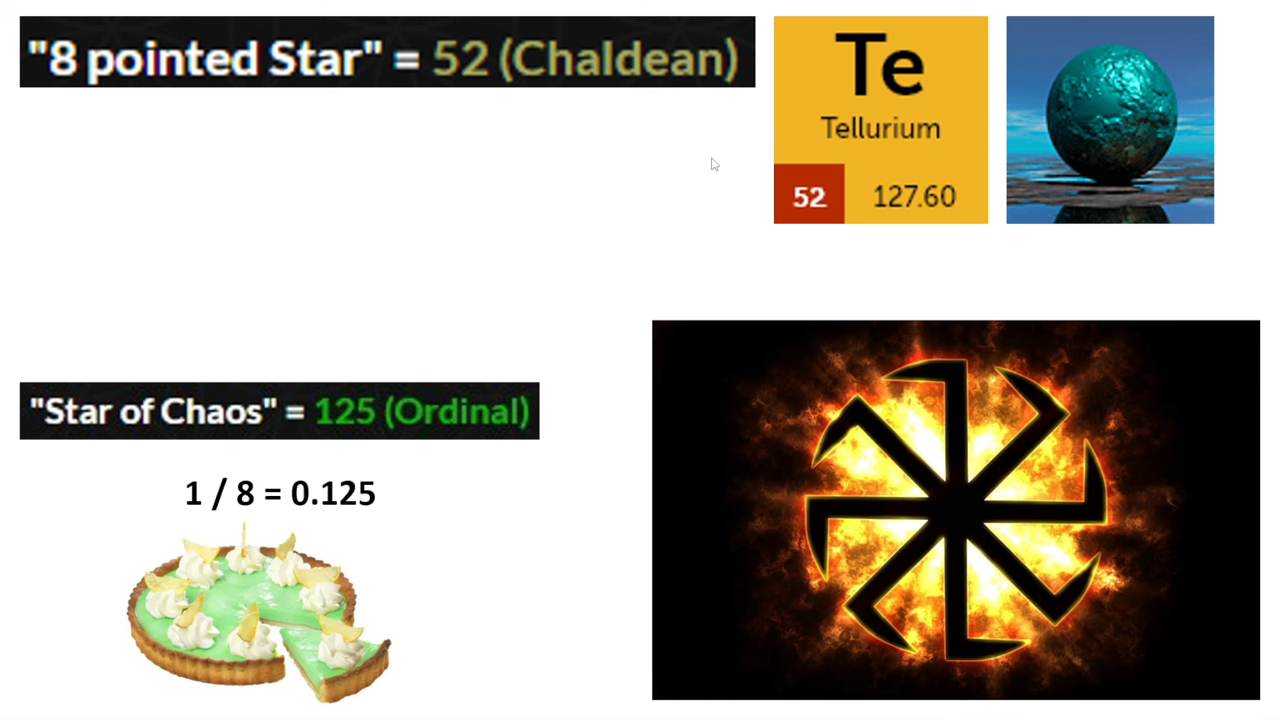 "8 pointed Star" = 52 (Chaldean)
Te
Tellurium
52 127.60
"Star of Chaos" = 125 (Ordinal)
1 / 8 = 0.125